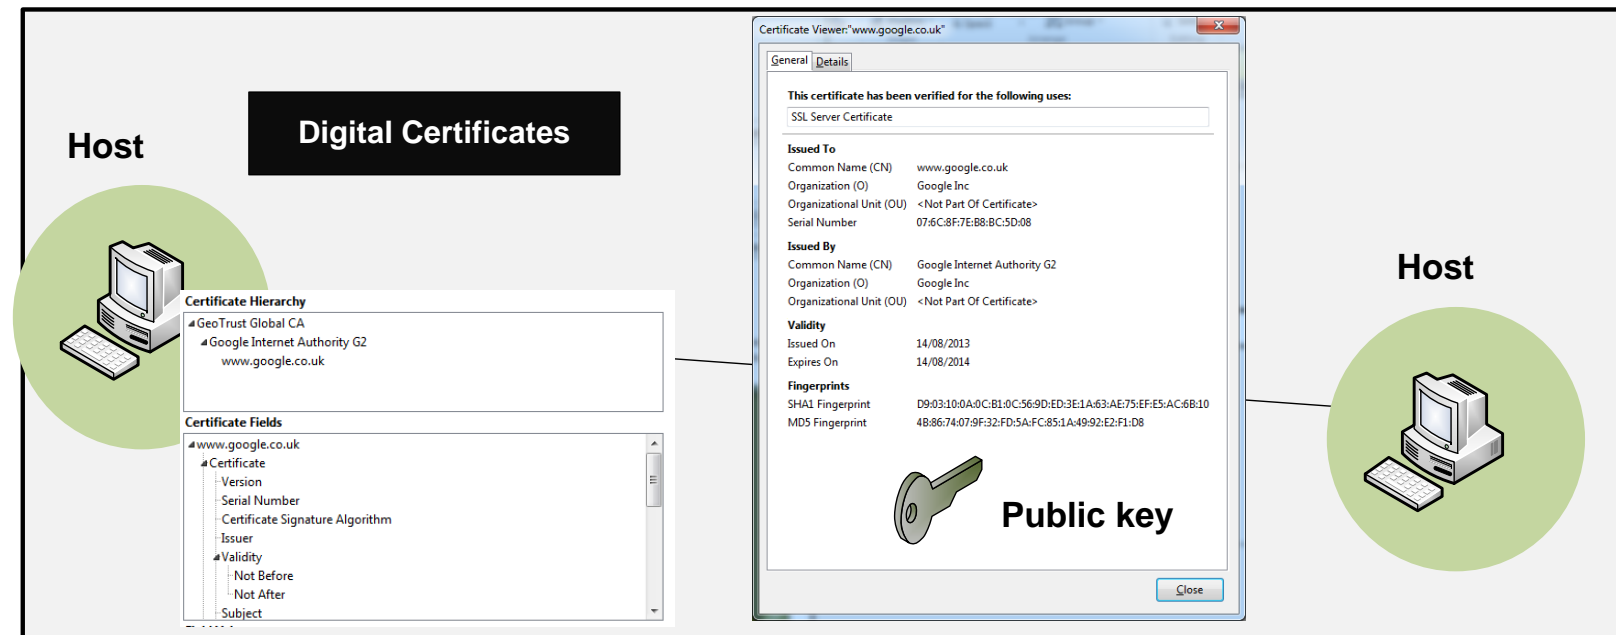 Host
Digital Certificates
Certificate Hierarchy
GeoTrust Global CA
Google Internet Authority G2
www.google.co.uk
Certificate Fields
www.google.co.uk
Certificate
Version
Serial Number
Certificate Signature Algorithm
Issuer
Validity
Not Before
Not After
Subject
Certificate Viewer:"www.google.co.uk"
General Details
This certificate has been verified for the following uses:
SSL Server Certificate
Issued To
Common Name (CN) www.google.co.uk
Organization (O) Google Inc
Organizational Unit (OU) <Not Part Of Certificate>
Serial Number 07:6C:8F:7E:B8:BC:5D:08
Issued By
Common Name (CN) Google Internet Authority G2
Organization (O) Google Inc
Organizational Unit (OU) <Not Part Of Certificate>
Validity
Issued On 14/08/2013
Expires On 14/08/2014
Fingerprints
SHA1 Fingerprint D9:03:10:0A:0C:B1:0C:56:9D:ED:3E:1A:63:AE:75:EF:E5:AC:6B:10
MD5 Fingerprint 4B:86:74:07:9F:32:FD:5A:FC:85:1A:49:92:E2:F1:D8
Public key
Close
Host